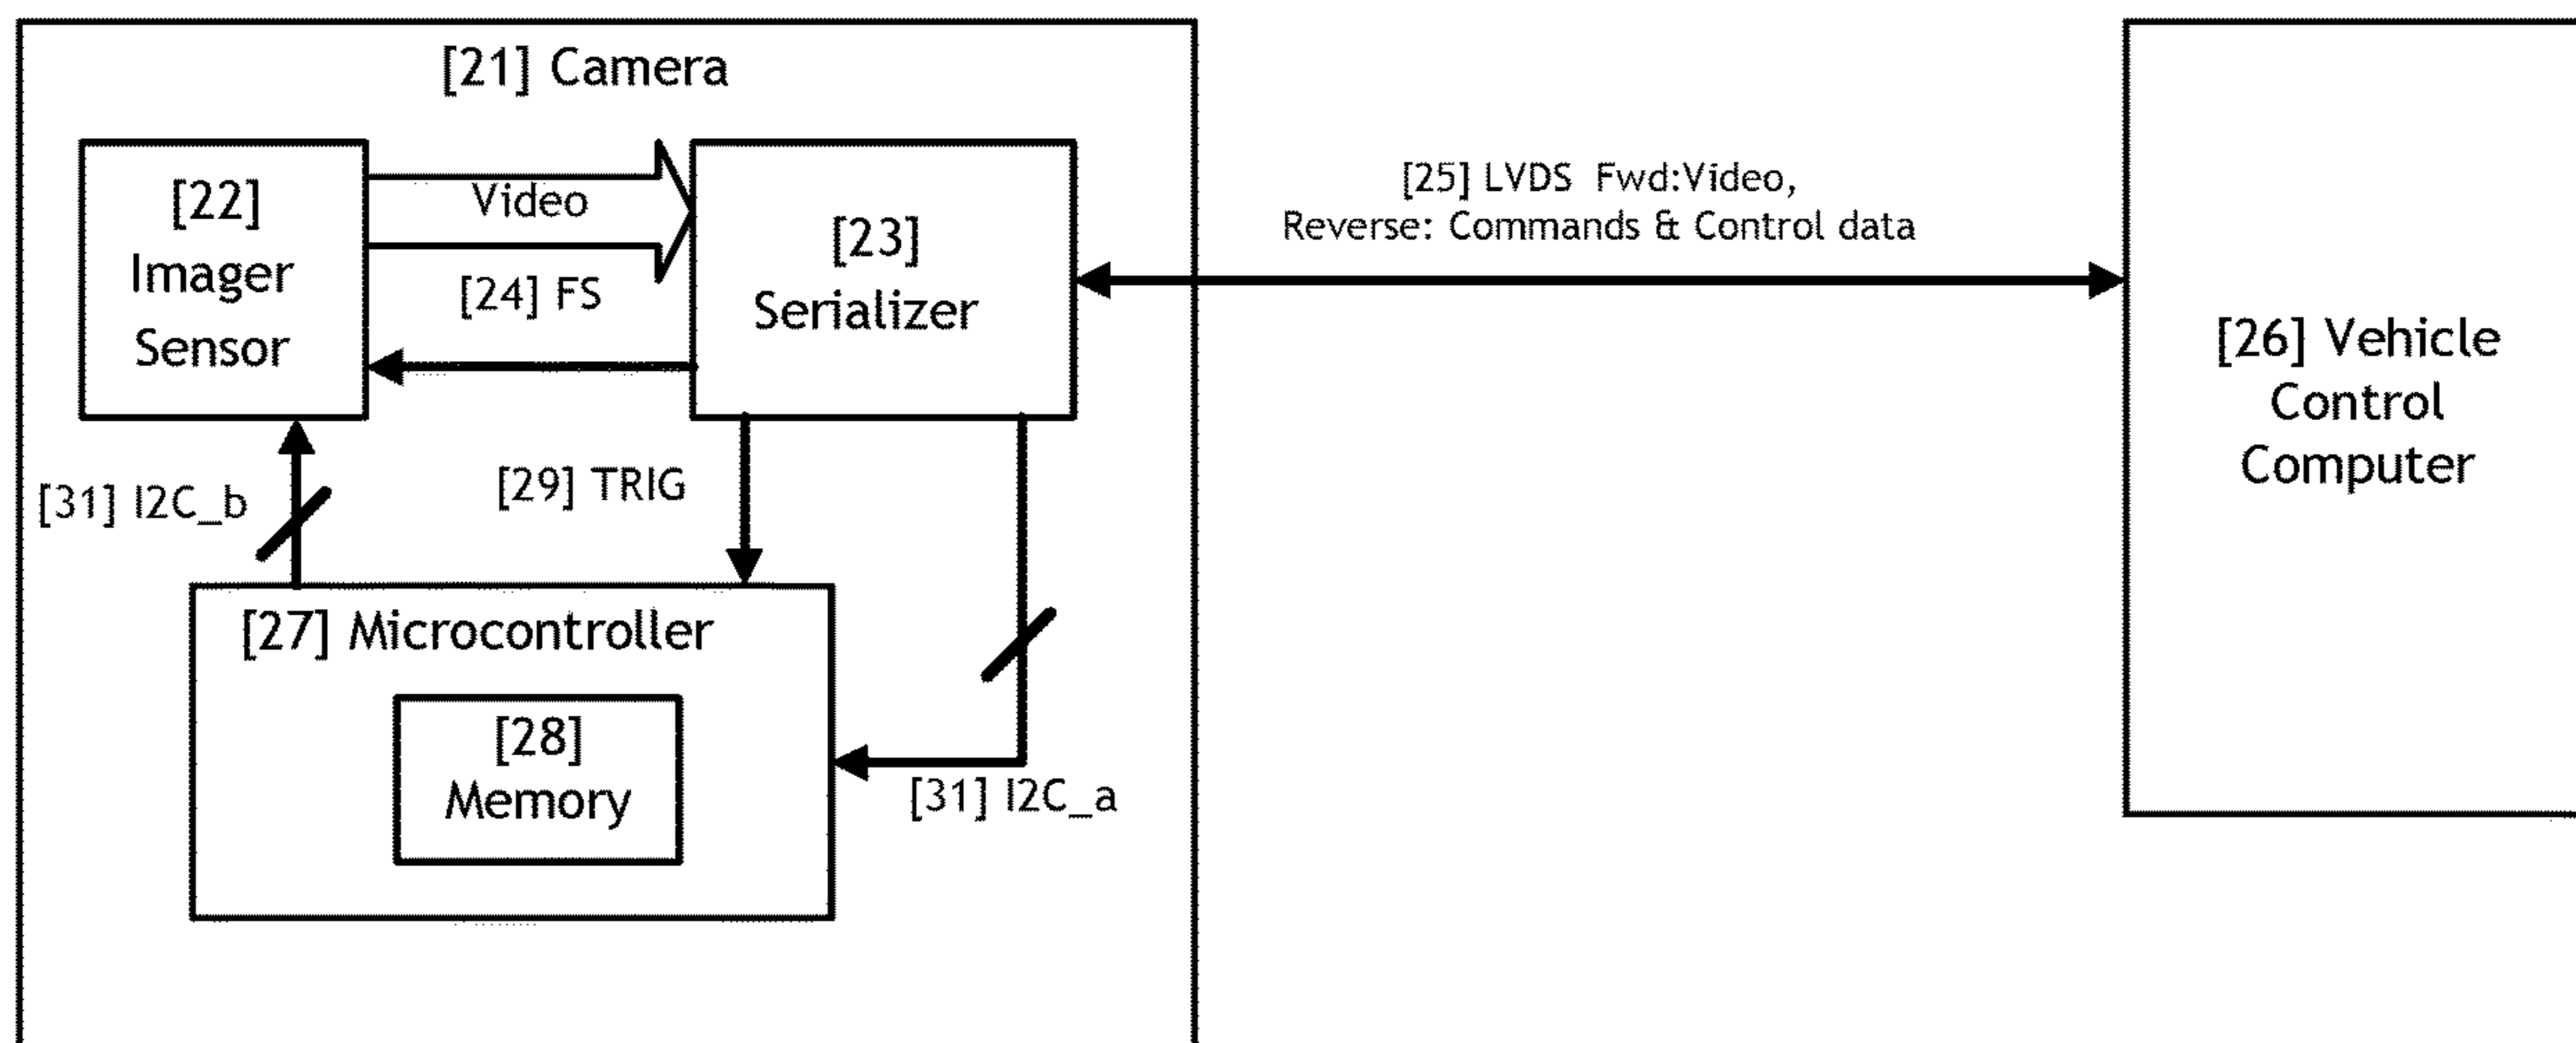 [21] Camera
[22]
Imager
Sensor
Video
[24] FS
[23]
Serializer
[25] LVDS  Fwd:Video,
Reverse: Commands & Control data
[26] Vehicle
Control
Computer
[31] I2C_b
[29] TRIG
[27] Microcontroller
[28]
Memory
[31] I2C_a